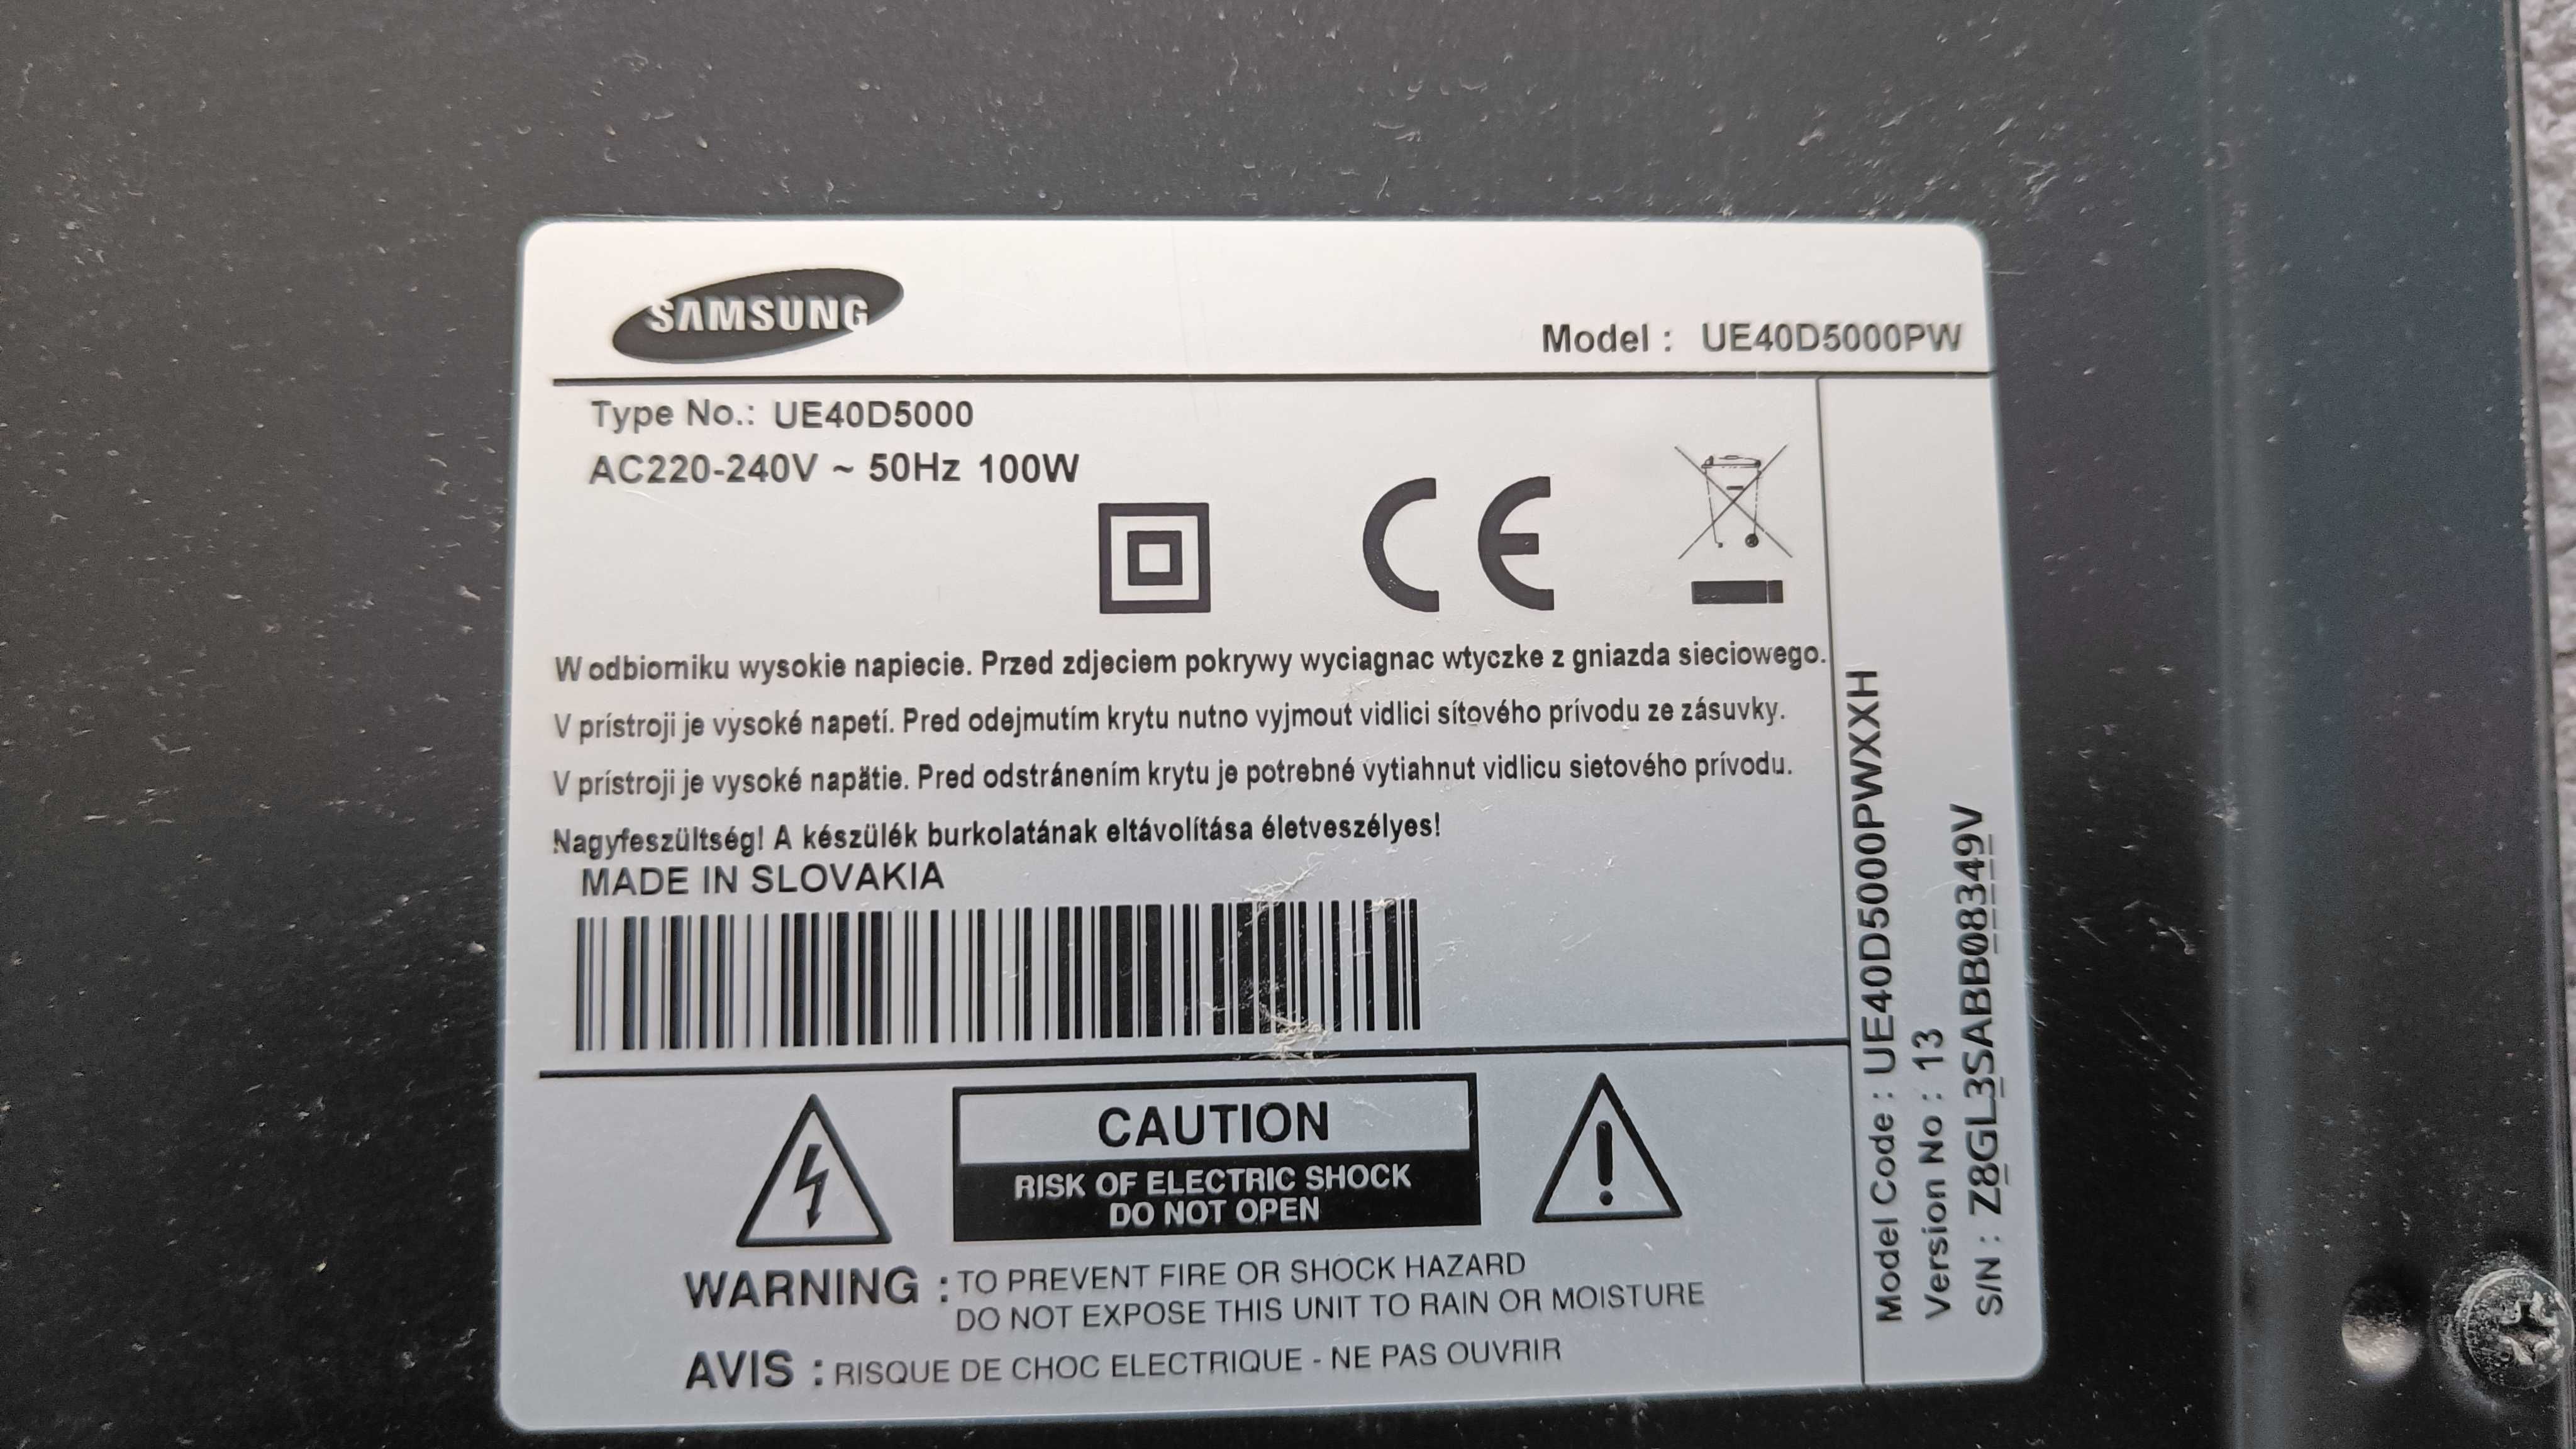 SAMSUNG
Model : UE40D5000PW
Type No.: UE40D5000
AC220-240V ~ 50Hz 100W
CE
W odbiorniku wysokie napiecie. Przed zdjeciem pokrywy wyciagnac wtyczke z gniazda sieciowego.
V prístroji je vysoké napetí. Pred odejmutím krytu nutno vyjmout vidlici sítového prívodu ze zásuvky.
V prístroji je vysoké napätie. Pred odstránením krytu je potrebné vytiahnut vidlicu sietového prívodu.
Nagyfeszültség! A készülék burkolatának eltávolítása életveszélyes!
MADE IN SLOVAKIA
CAUTION
RISK OF ELECTRIC SHOCK
DO NOT OPEN
WARNING : TO PREVENT FIRE OR SHOCK HAZARD
DO NOT EXPOSE THIS UNIT TO RAIN OR MOISTURE
AVIS : RISQUE DE CHOC ELECTRIQUE - NE PAS OUVRIR
Model Code : UE40D5000PWXXH
Version No : 13
S/N : Z8GL3SABB08349V